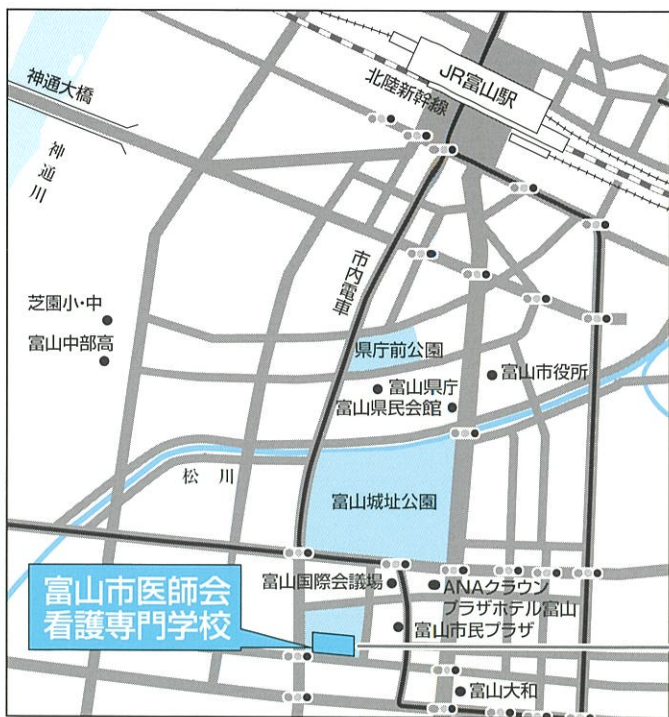 JR富山駅
北陸新幹線
神通大橋
神通川
市内電車
芝園小・中
富山中部高
県庁前公園
富山県庁
富山市役所
富山県民会館
松川
富山城址公園
富山国際会議場
ANAクラウン
プラザホテル富山
富山市医師会
看護専門学校
富山市民プラザ
富山大和